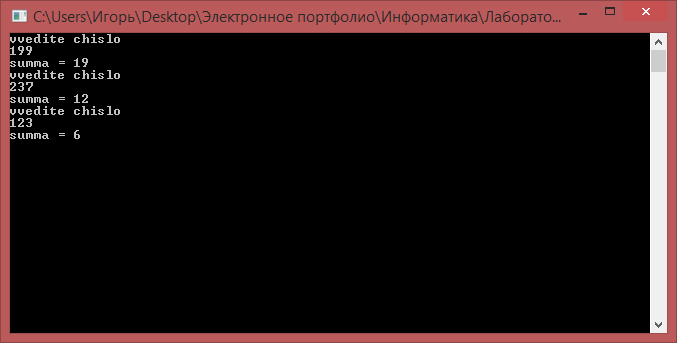 C:\Users\Игорь\Desktop\Электронное портфолио\Информатика\Лаборато...
vvedite chislo
199
summa = 19
vvedite chislo
237
summa = 12
vvedite chislo
123
summa = 6